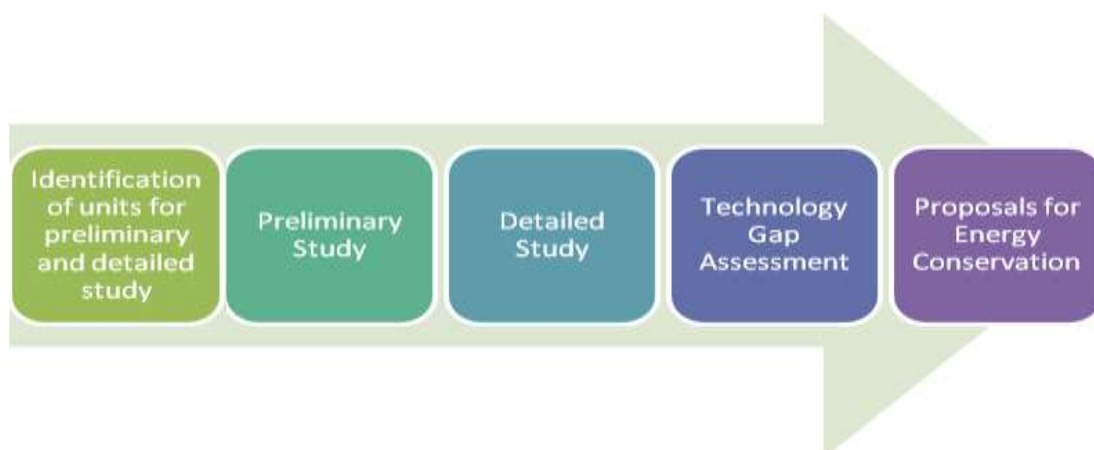 Identification
of units for
preliminary
and detailed
study
Preliminary
Study
Detailed
Study
Technology
Gap
Assessment
Proposals for
Energy
Conservation